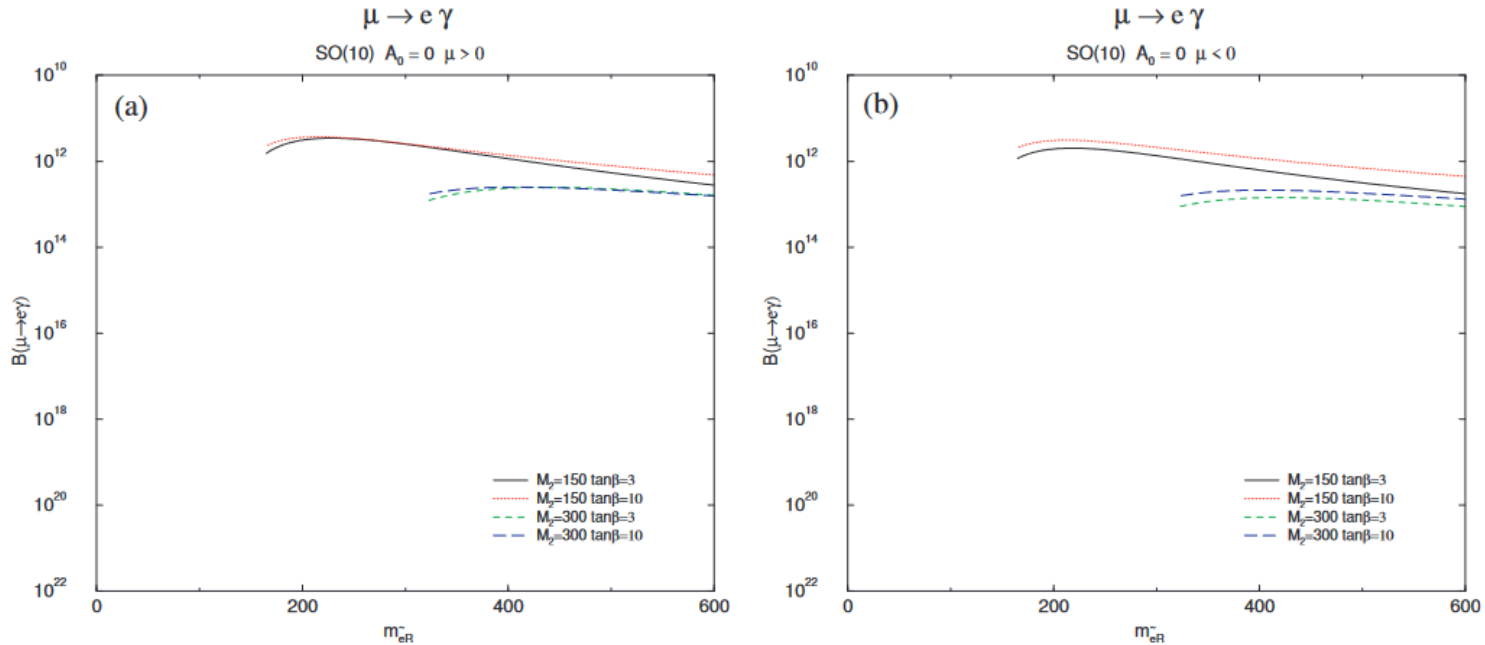 μ → e γ
SO(10) A₀ = 0 μ > 0
(a)
B(μ→eγ)
10¹⁰
10¹²
10¹⁴
10¹⁶
10¹⁸
10²⁰
10²²
M₂=150 tanβ=3
M₂=150 tanβ=10
M₂=300 tanβ=3
M₂=300 tanβ=10
0
200
400
600
m_ẽR
μ → e γ
SO(10) A₀ = 0 μ < 0
(b)
B(μ→eγ)
10¹⁰
10¹²
10¹⁴
10¹⁶
10¹⁸
10²⁰
10²²
M₂=150 tanβ=3
M₂=150 tanβ=10
M₂=300 tanβ=3
M₂=300 tanβ=10
0
200
400
600
m_ẽR